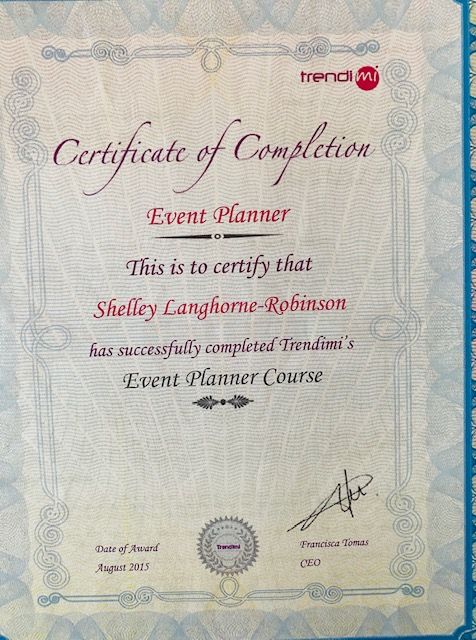 trendimi
Certificate of Completion
Event Planner
This is to certify that
Shelley Langhorne-Robinson
has successfully completed Trendimi's
Event Planner Course
Date of Award
August 2015
Trendimi
Francisca Tomas
CEO